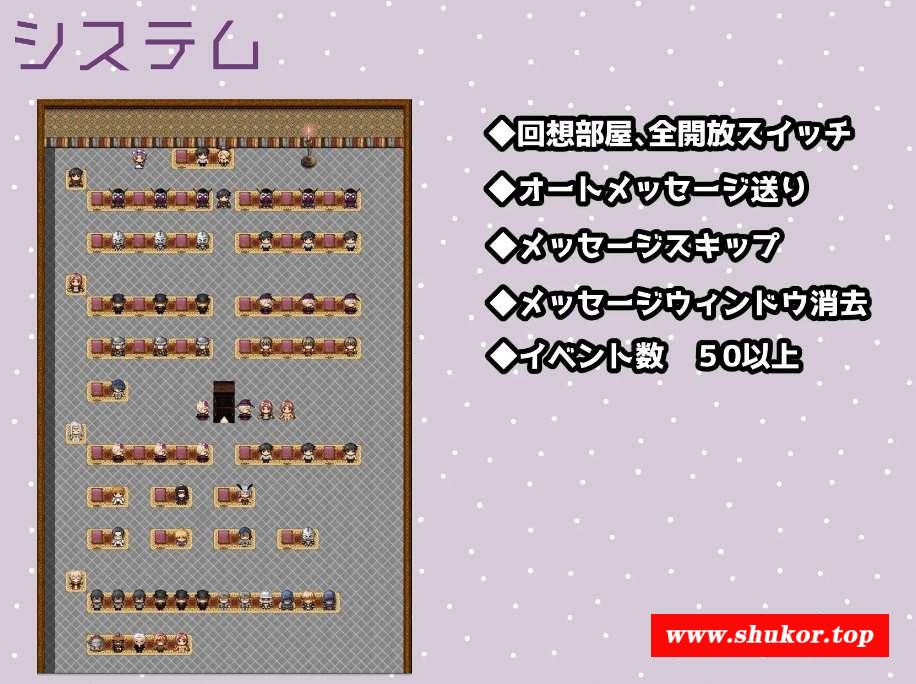 システム
◆回想部屋、全開放スイッチ
◆オートメッセージ送り
◆メッセージスキップ
◆メッセージウィンドウ消去
◆イベント数　５０以上
www.shukor.top